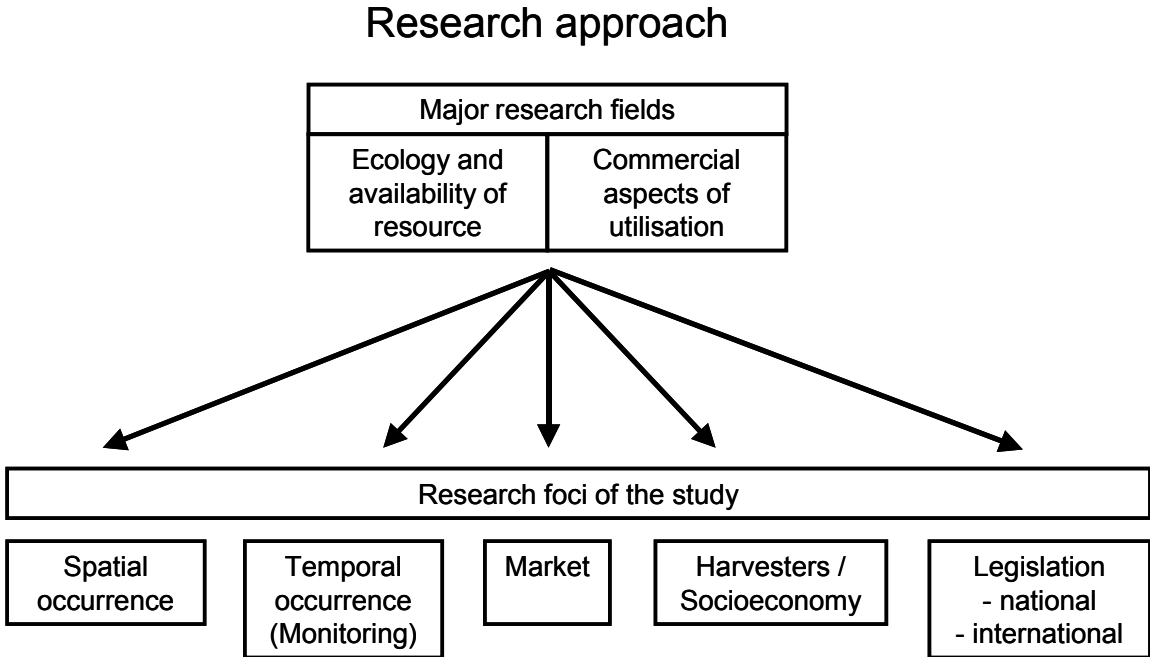 Research approach
Major research fields
Ecology and
availability of
resource
Commercial
aspects of
utilisation
Research foci of the study
Spatial
occurrence
Temporal
occurrence
(Monitoring)
Market
Harvesters /
Socioeconomy
Legislation
- national
- international